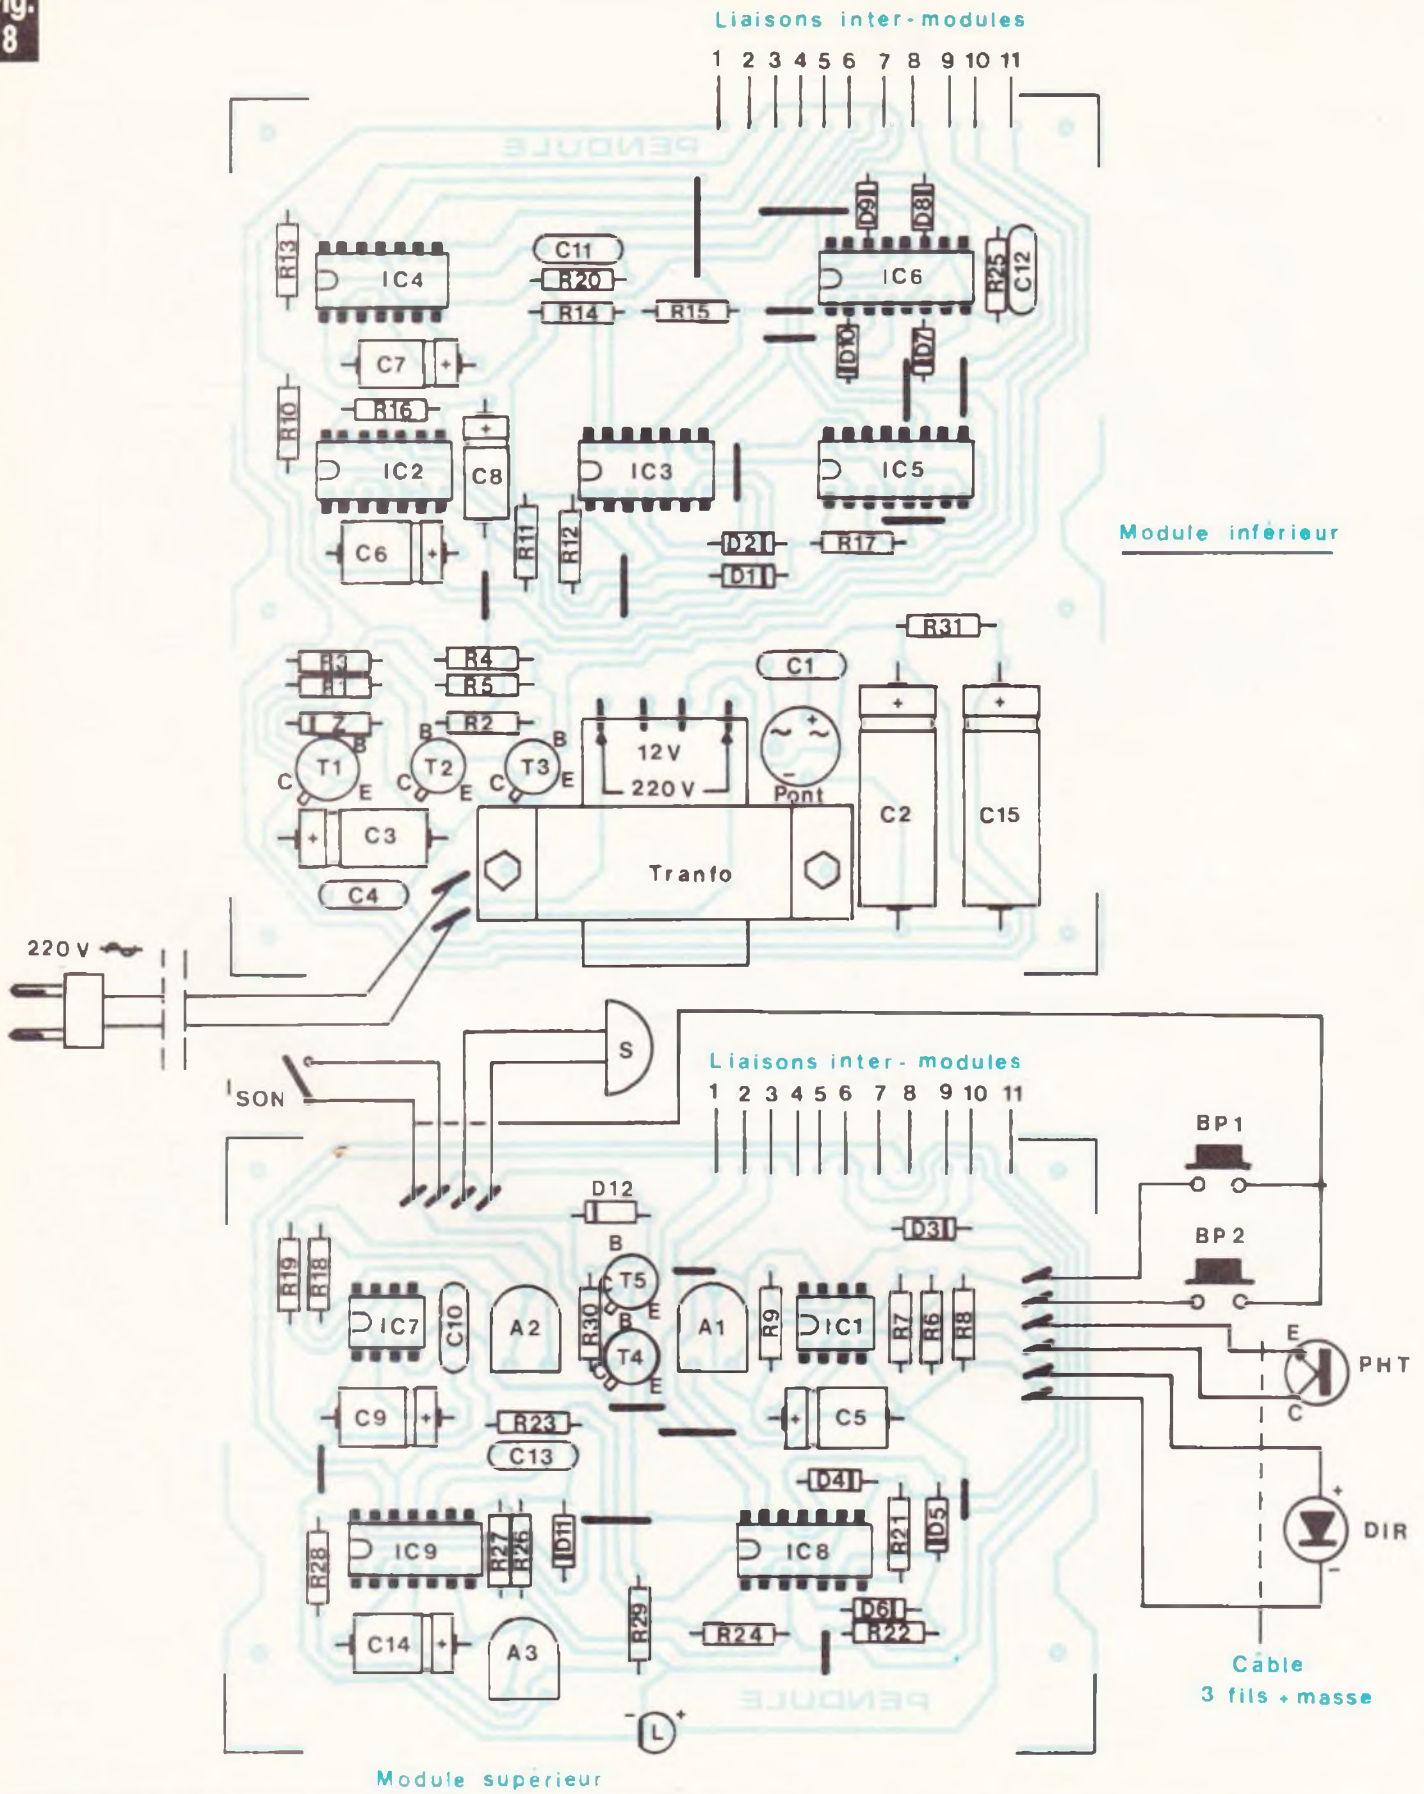 Fig.
8
Liaisons inter-modules
1 2 3 4 5 6 7 8 9 10 11
PENDULE
D9 D8
R13 IC4 C11 R20 R14 R15 IC6 R25 C12
C7 D10 D7
R10 R16
IC2 C8 IC3 IC5
C6 + R11 R12 D2 R17
D1
Module inférieur
R31
R3 R4 C1
R1 R5
Z R2
B B B
T1 T2 T3
C E C E C E
12V
220V
~ + ~ -
Pont
+ C3
C2 C15
C4
Tranfo
220V
S
I SON
Liaisons inter-modules
1 2 3 4 5 6 7 8 9 10 11
BP1
D12
D3
BP2
R19 R18
B
C T5 E
IC7 C10 A2 R30 A1 R9 IC1 R7 R6 R8
B
C T4 E
E
PHT
C
C9 + R23 + C5
C13
D4
R28 IC9 R27 R26 D11 IC8 R21 D5
+
DIR
-
D6
C14 + A3 R29 R24 R22
Câble
3 fils + masse
PENDULE
- L +
Module supérieur